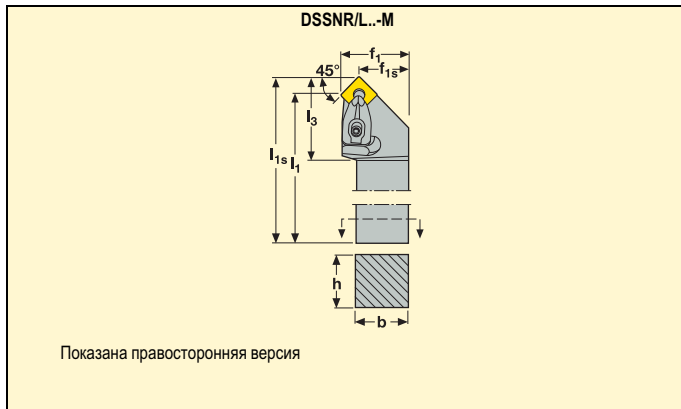 DSSNR/L..-M
f1
f1s
45°
l3
l1s
l1
h
b
Показана правосторонняя версия